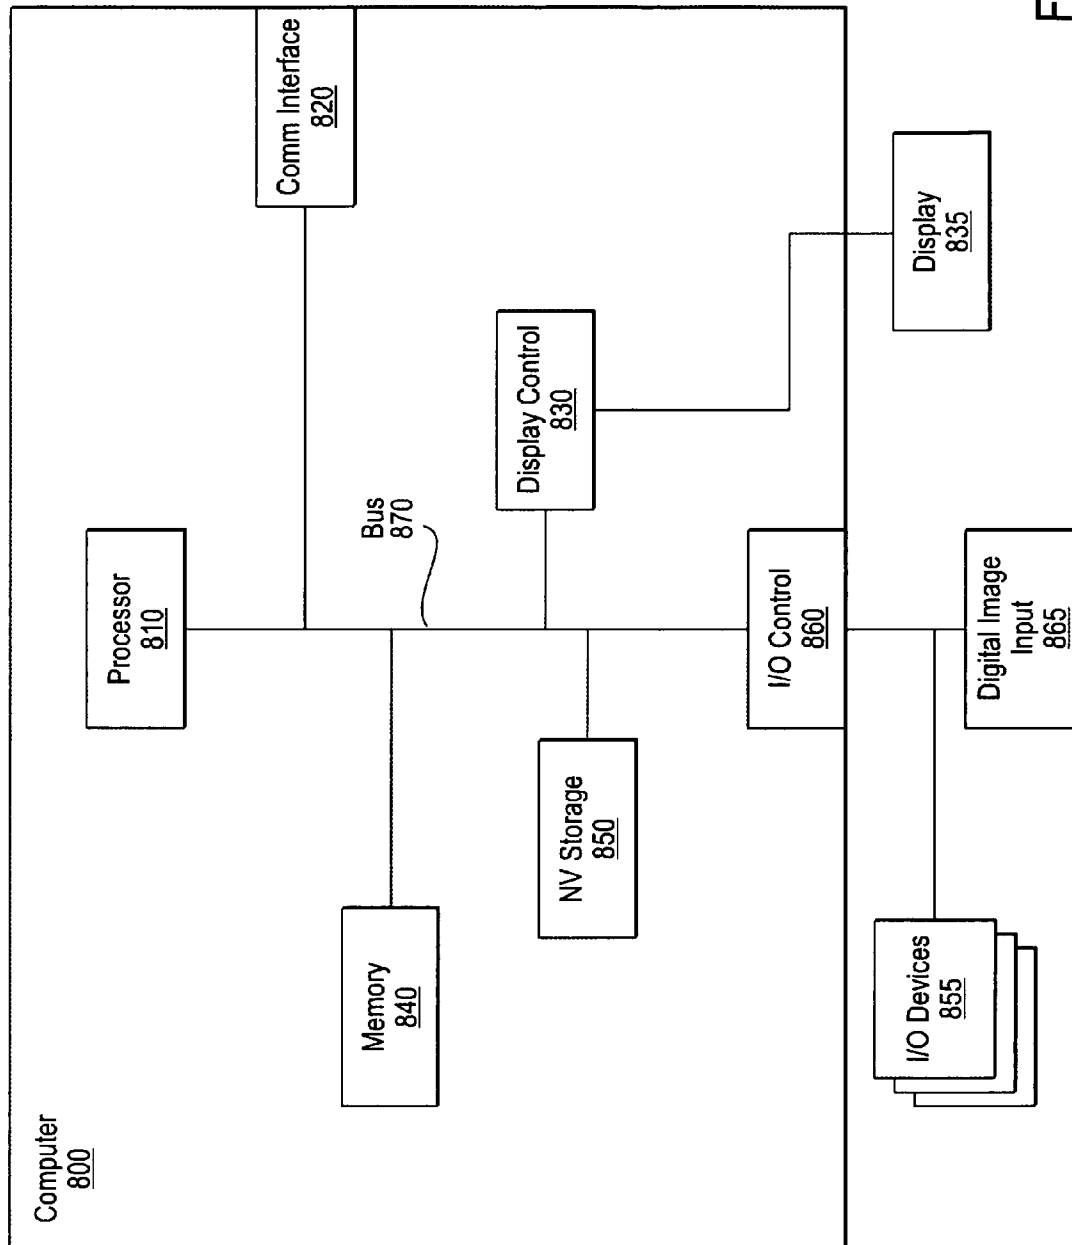 Computer
800
Processor
810
Comm Interface
820
Memory
840
Bus
870
NV Storage
850
Display Control
830
I/O Control
860
Display
835
I/O Devices
855
Digital Image
Input
865